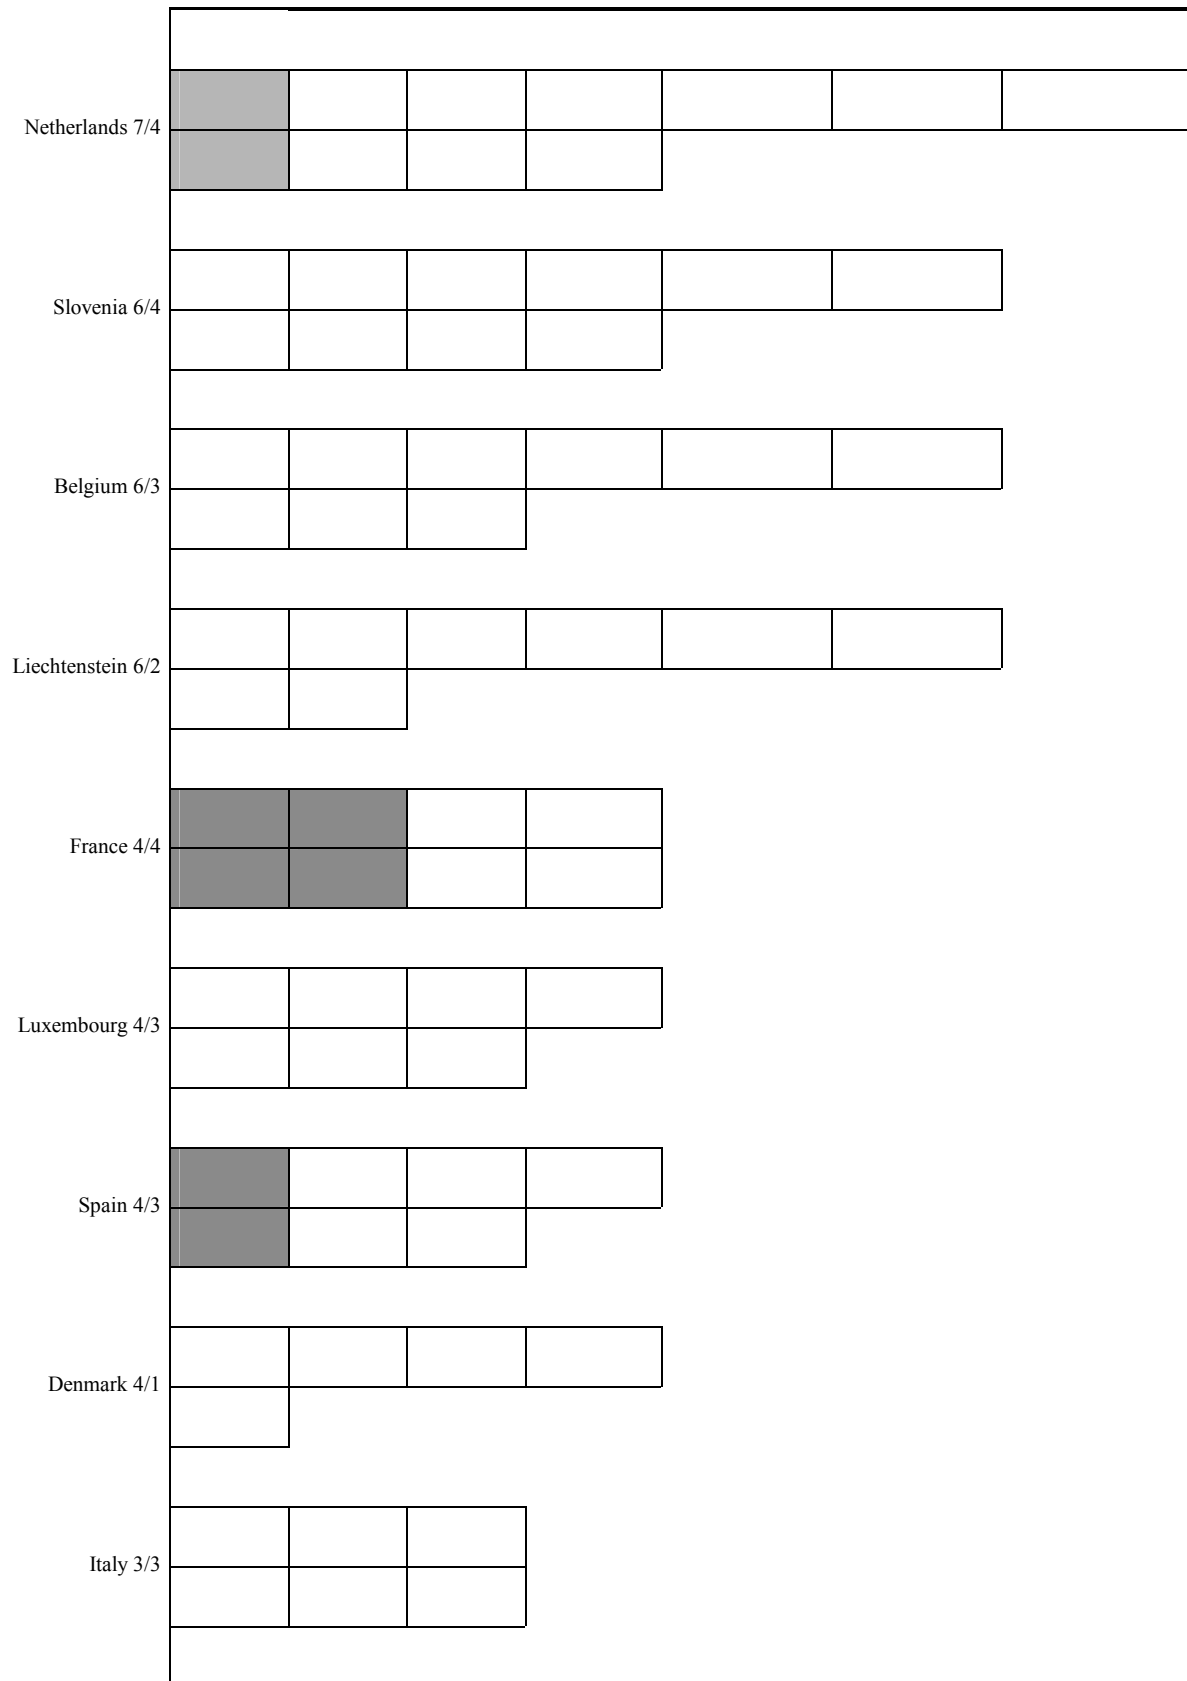 Netherlands 7/4
Slovenia 6/4
Belgium 6/3
Liechtenstein 6/2
France 4/4
Luxembourg 4/3
Spain 4/3
Denmark 4/1
Italy 3/3